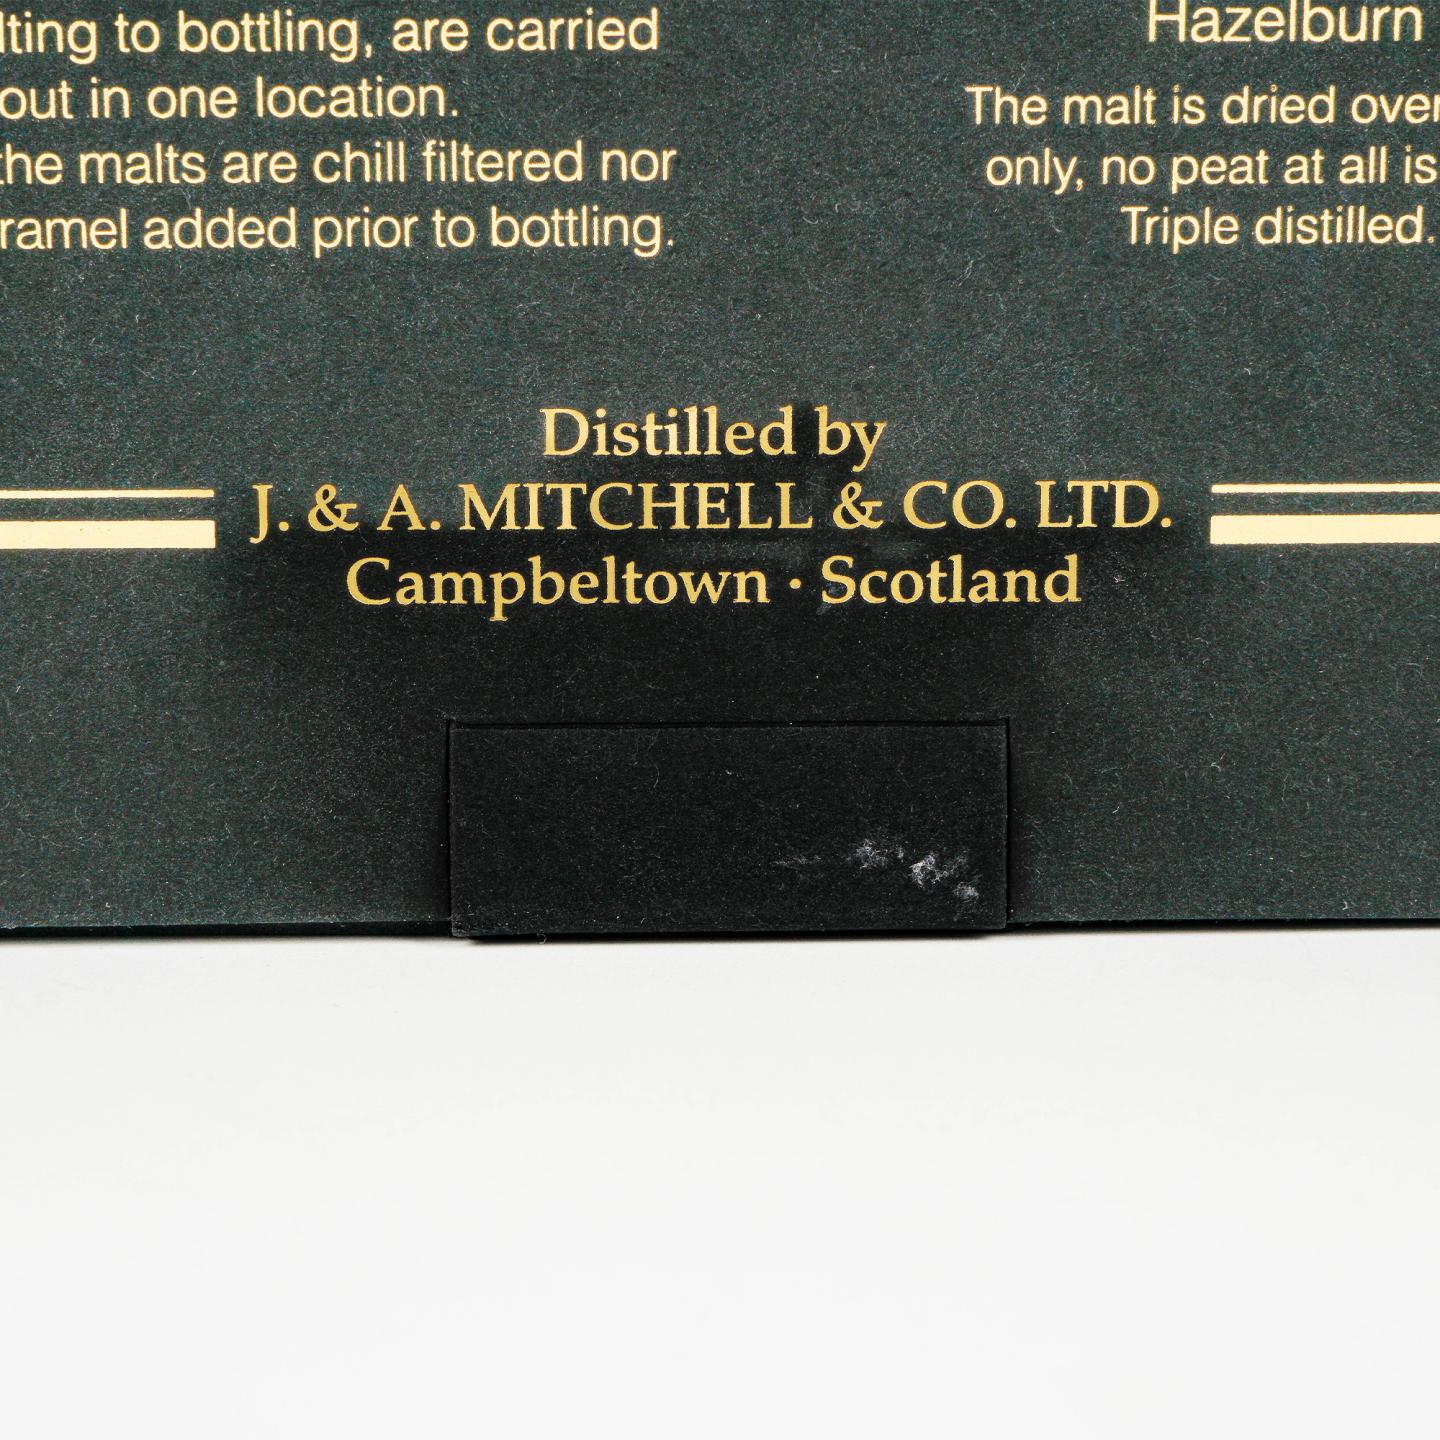 lting to bottling, are carried
out in one location.
the malts are chill filtered nor
ramel added prior to bottling.
Hazelburn
The malt is dried over
only, no peat at all is
Triple distilled.
Distilled by
J. & A. MITCHELL & CO. LTD.
Campbeltown · Scotland